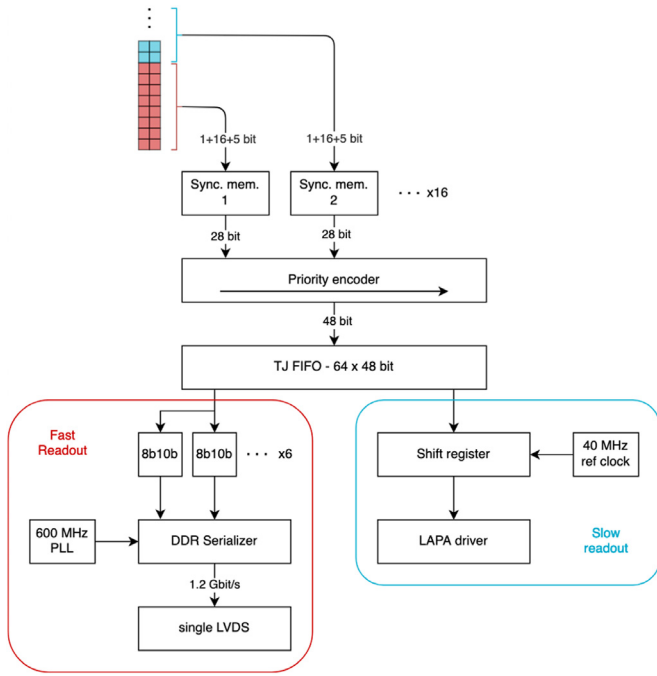 1+16+5 bit
1+16+5 bit
Sync. mem.
1
Sync. mem.
2
· · · x16
28 bit
28 bit
Priority encoder
48 bit
TJ FIFO - 64 x 48 bit
Fast
Readout
8b10b
8b10b
· · · x6
Shift register
40 MHz
ref clock
600 MHz
PLL
DDR Serializer
LAPA driver
Slow
readout
1.2 Gbit/s
single LVDS